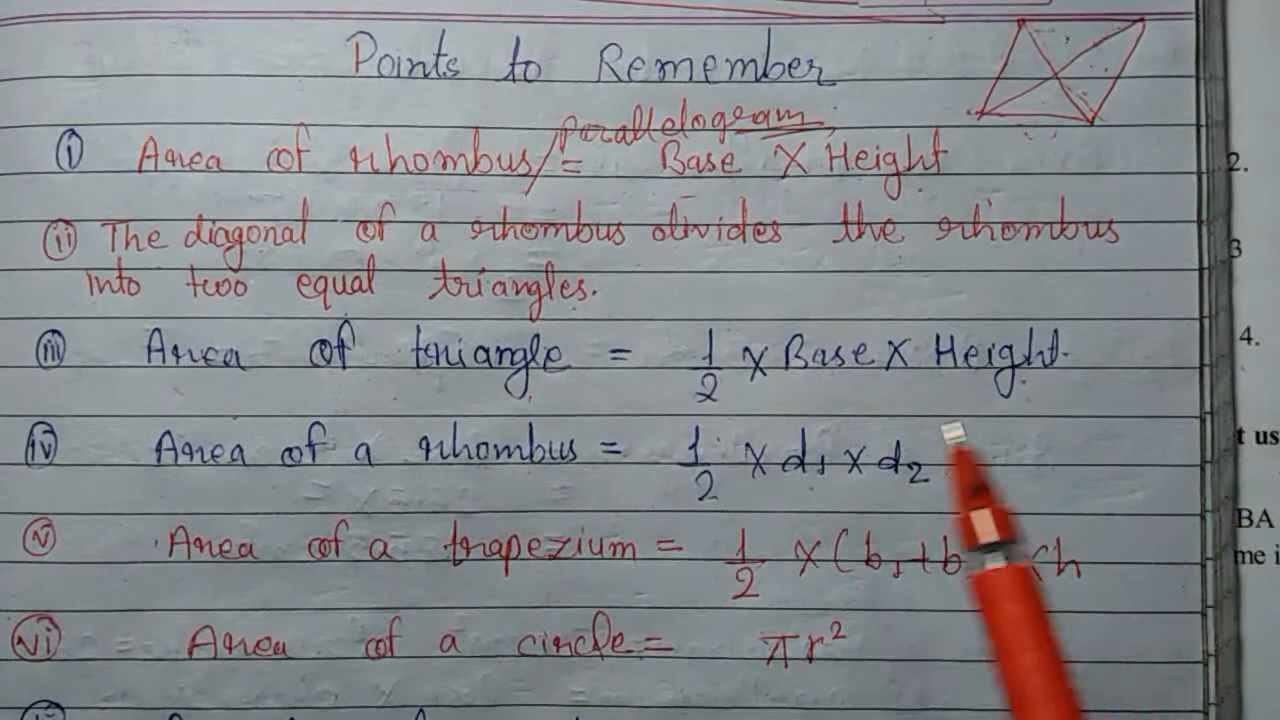 Points to Remember
parallelogram
(i) Area of rhombus/ = Base X Height
(ii) The diagonal of a rhombus divides the rhombus
into two equal triangles.
(iii) Area of triangle = 1/2 X Base X Height.
(iv) Area of a rhombus = 1/2 X d1 X d2
(v) Area of a trapezium = 1/2 X (b1 + b h
(vi) = Area of a circle = πr²
2.
3
4.
t us
BA
me i